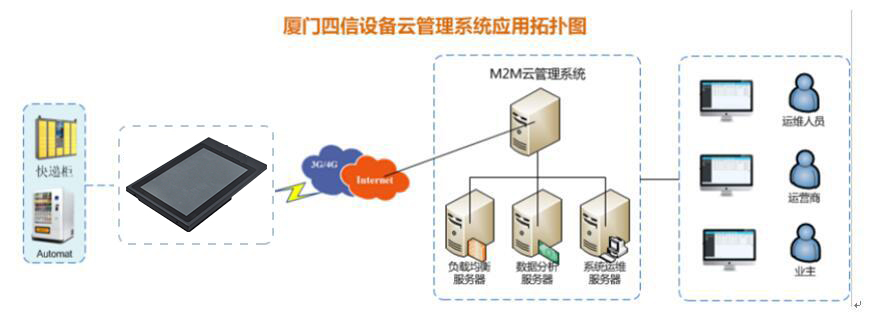 厦门四信设备云管理系统应用拓扑图
快递柜
Automat
3G/4G
Internet
M2M云管理系统
负载均衡
服务器
数据分析
服务器
系统运维
服务器
运维人员
运营商
业主